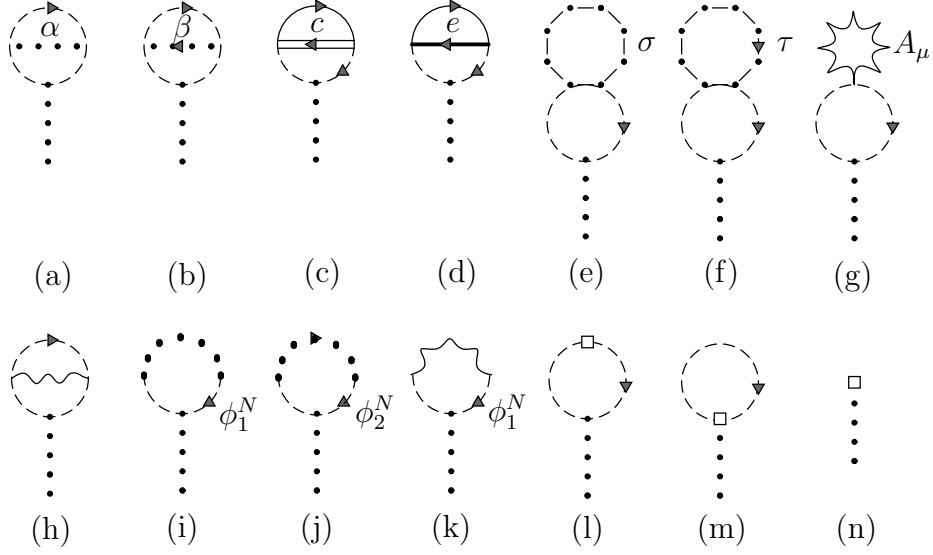 α β c e σ τ A_μ
(a) (b) (c) (d) (e) (f) (g)
ϕ_1^N ϕ_2^N ϕ_1^N
(h) (i) (j) (k) (l) (m) (n)